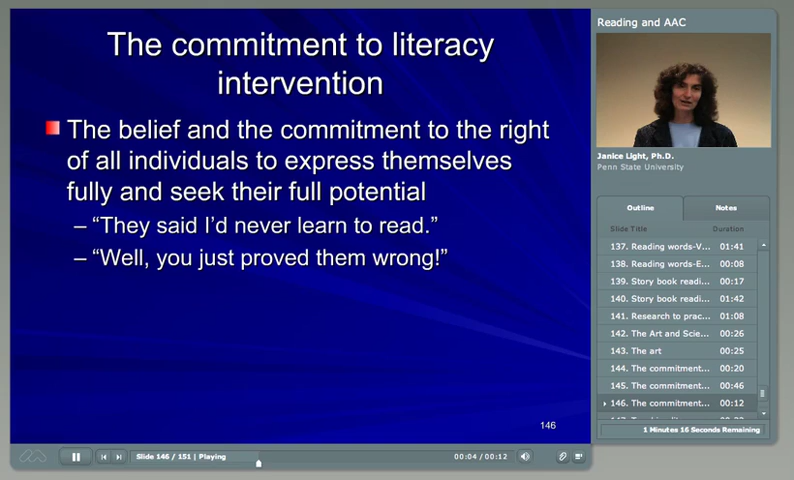 The commitment to literacy
intervention
The belief and the commitment to the right
of all individuals to express themselves
fully and seek their full potential
– “They said I’d never learn to read.”
– “Well, you just proved them wrong!”
146
Slide 146 / 151 | Playing
00:04 / 00:12
Reading and AAC
Janice Light, Ph.D.
Penn State University
Outline Notes
Slide Title Duration
137. Reading words-V... 01:41
138. Reading words-E... 00:08
139. Story book readi... 00:17
140. Story book readi... 01:42
141. Research to prac... 01:08
142. The Art and Scie... 00:26
143. The art 00:25
144. The commitment... 00:20
145. The commitment... 00:46
146. The commitment... 00:12
1 Minutes 16 Seconds Remaining